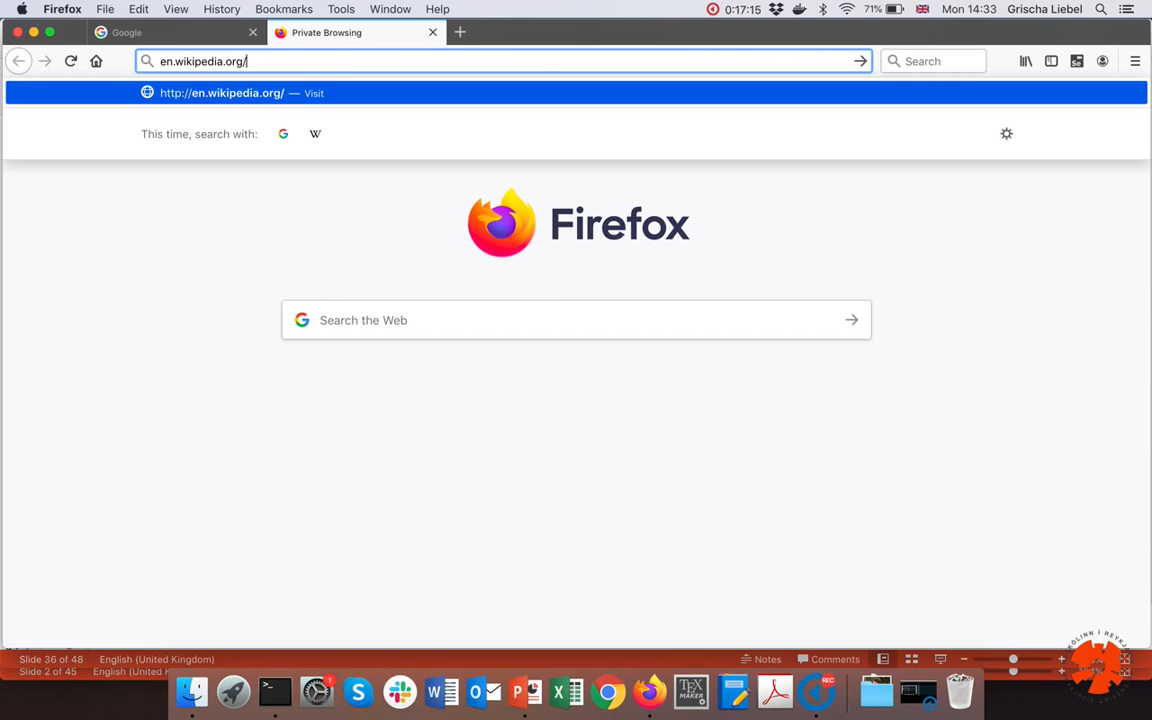 Firefox File Edit View History Bookmarks Tools Window Help 0:17:15 71% Mon 14:33 Grischa Liebel
Google Private Browsing
en.wikipedia.org/ Search
http://en.wikipedia.org/ — Visit
This time, search with: G W
Firefox
Search the Web
Slide 36 of 48 English (United Kingdom) Notes Comments
Slide 2 of 45